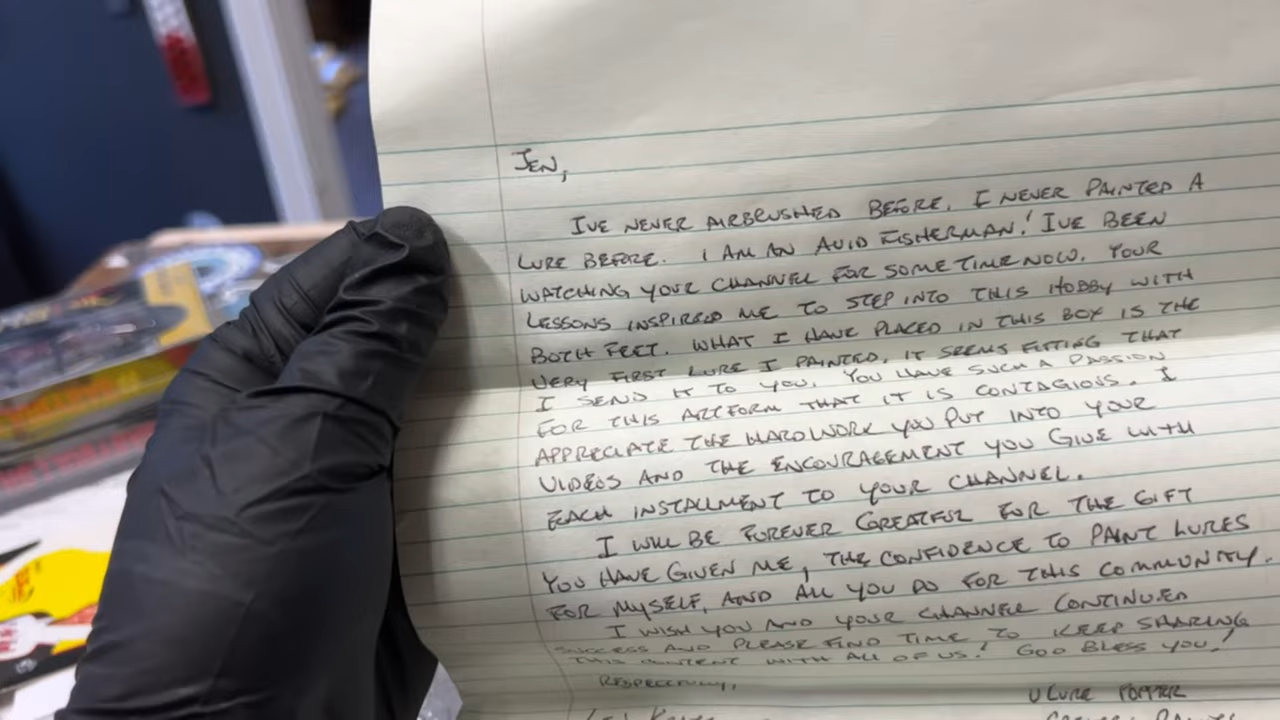 JEN,
IVE NEVER AIRBRUSHED BEFORE. I NEVER PAINTED A
LURE BEFORE. I AM AN AVID FISHERMAN! IVE BEEN
WATCHING YOUR CHANNEL FOR SOME TIME NOW. YOUR
LESSONS INSPIRED ME TO STEP INTO THIS HOBBY WITH
BOTH FEET. WHAT I HAVE PLACED IN THIS BOX IS THE
VERY FIRST LURE I PAINTED. IT SEEMS FITTING THAT
I SEND IT TO YOU. YOU HAVE SUCH A PASSION
FOR THIS ARTFORM THAT IT IS CONTAGIOUS. I
APPRECIATE THE HARD WORK YOU PUT INTO YOUR
VIDEOS AND THE ENCOURAGEMENT YOU GIVE WITH
EACH INSTALLMENT TO YOUR CHANNEL.
I WILL BE FOREVER GREATFUL FOR THE GIFT
YOU HAVE GIVEN ME, THE CONFIDENCE TO PAINT LURES
FOR MYSELF, AND ALL YOU DO FOR THIS COMMUNITY.
I WISH YOU AND YOUR CHANNEL CONTINUED
SUCCESS AND PLEASE FIND TIME TO KEEP SHARING
THIS CONTENT WITH ALL OF US! GOD BLESS YOU!
RESPECTFULLY,
POPPER